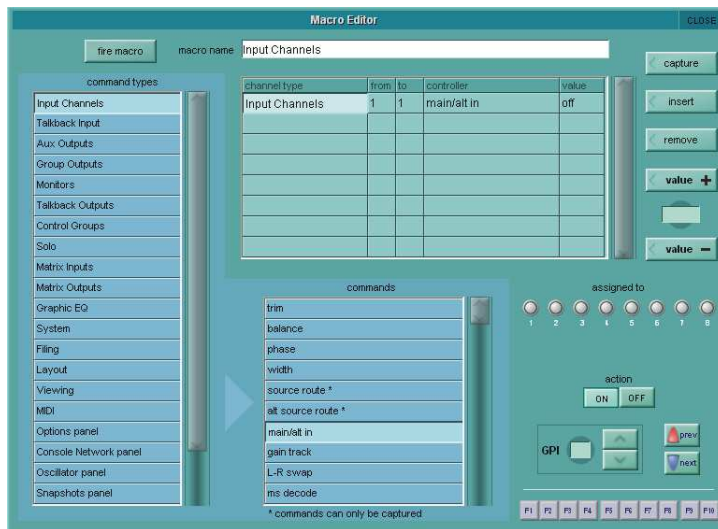 Macro Editor
CLOSE
fire macro
macro name
Input Channels
capture
insert
remove
value +
value −
command types
Input Channels
Talkback Input
Aux Outputs
Group Outputs
Monitors
Talkback Outputs
Control Groups
Solo
Matrix Inputs
Matrix Outputs
Graphic EQ
System
Filing
Layout
Viewing
MIDI
Options panel
Console Network panel
Oscillator panel
Snapshots panel
channel type from to controller value
Input Channels 1 1 main/alt in off
commands
trim
balance
phase
width
source route *
alt source route *
main/alt in
gain track
L-R swap
ms decode
* commands can only be captured
assigned to
1 2 3 4 5 6 7 8
action
ON OFF
GPI
prev
next
F1 F2 F3 F4 F5 F6 F7 F8 F9 F10